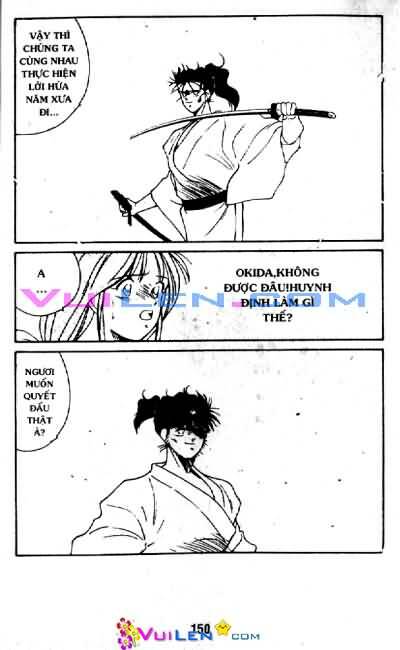 VẬY THÌ
CHÚNG TA
CÙNG NHAU
THỰC HIỆN
LỜI HỨA
NĂM XƯA
ĐI...
A
...
OKIDA,KHÔNG
ĐƯỢC ĐÂU!HUYNH
ĐỊNH LÀM GÌ
THẾ?
VUILEN.COM
NGƯƠI
MUỐN
QUYẾT
ĐẤU
THẬT
À?
150
VUILEN.COM